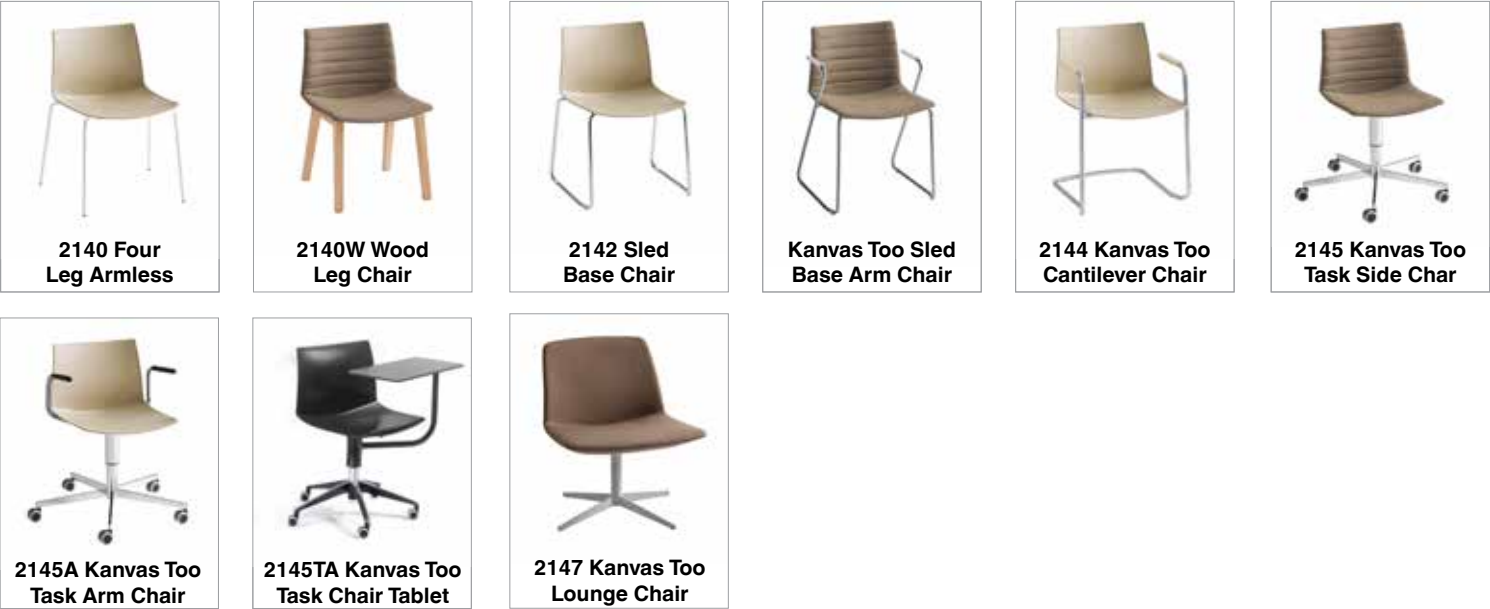 2140 Four
Leg Armless
2140W Wood
Leg Chair
2142 Sled
Base Chair
Kanvas Too Sled
Base Arm Chair
2144 Kanvas Too
Cantilever Chair
2145 Kanvas Too
Task Side Char
2145A Kanvas Too
Task Arm Chair
2145TA Kanvas Too
Task Chair Tablet
2147 Kanvas Too
Lounge Chair